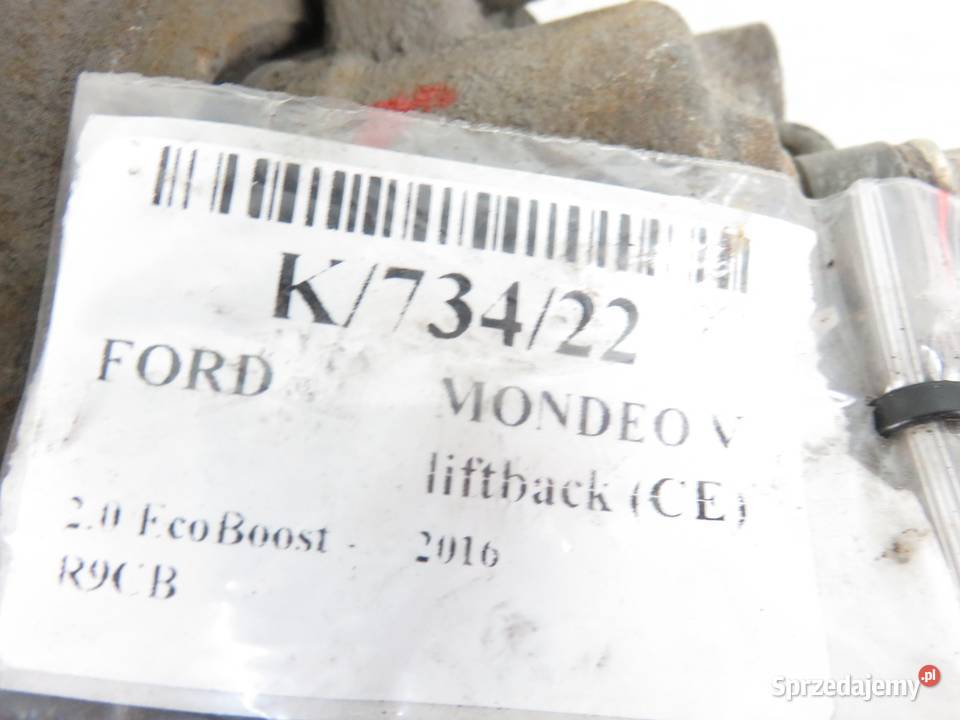 K/734/22
FORD MONDEO V
liftback (CE)
2.0 EcoBoost - 2016
R9CB
Sprzedajemy.pl